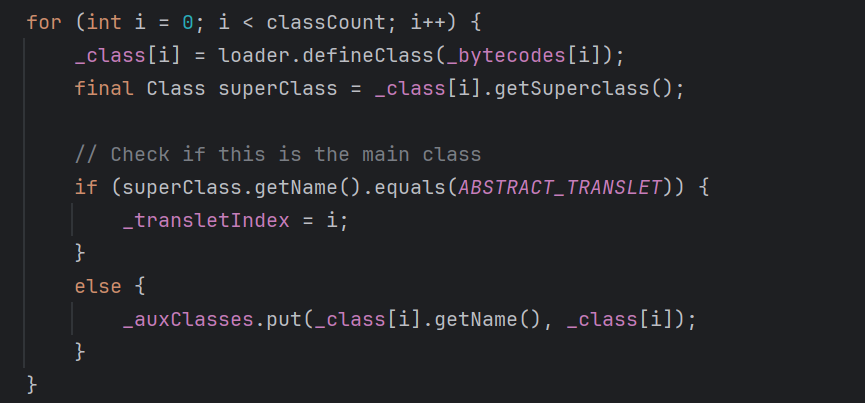 for (int i = 0; i < classCount; i++) {
    _class[i] = loader.defineClass(_bytecodes[i]);
    final Class superClass = _class[i].getSuperclass();

    // Check if this is the main class
    if (superClass.getName().equals(ABSTRACT_TRANSLET)) {
        _transletIndex = i;
    }
    else {
        _auxClasses.put(_class[i].getName(), _class[i]);
    }
}